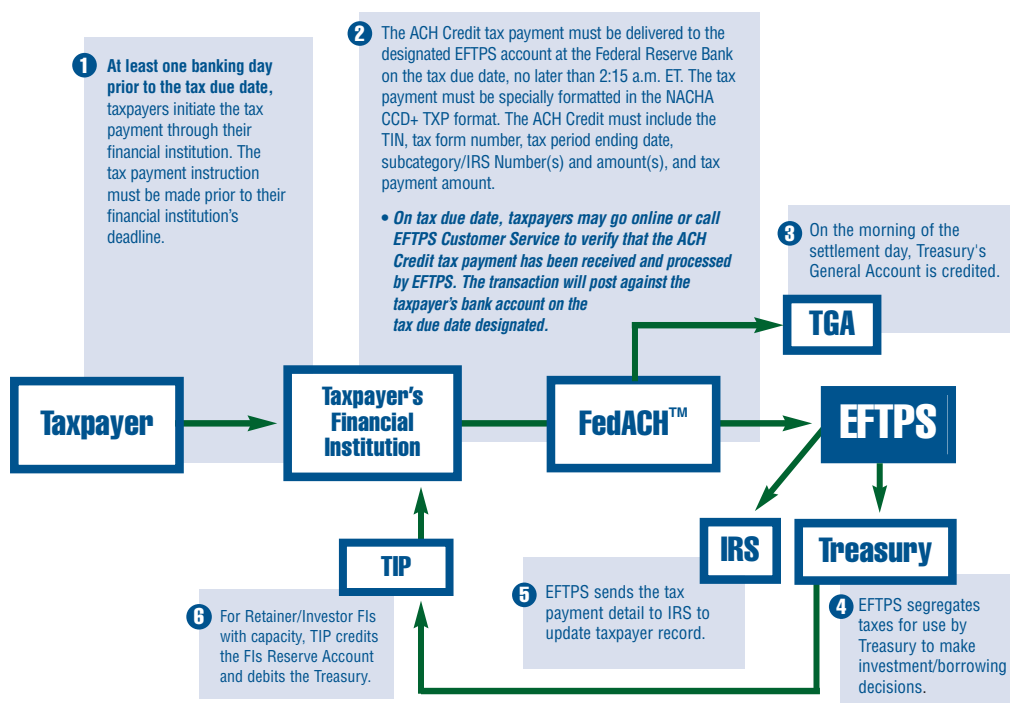 1 At least one banking day
prior to the tax due date,
taxpayers initiate the tax
payment through their
financial institution. The
tax payment instruction
must be made prior to their
financial institution's
deadline.
2 The ACH Credit tax payment must be delivered to the
designated EFTPS account at the Federal Reserve Bank
on the tax due date, no later than 2:15 a.m. ET. The tax
payment must be specially formatted in the NACHA
CCD+ TXP format. The ACH Credit must include the
TIN, tax form number, tax period ending date,
subcategory/IRS Number(s) and amount(s), and tax
payment amount.
• On tax due date, taxpayers may go online or call
EFTPS Customer Service to verify that the ACH
Credit tax payment has been received and processed
by EFTPS. The transaction will post against the
taxpayer's bank account on the
tax due date designated.
3 On the morning of the
settlement day, Treasury's
General Account is credited.
TGA
Taxpayer
Taxpayer's
Financial
Institution
FedACH™
EFTPS
TIP
IRS
Treasury
6 For Retainer/Investor FIs
with capacity, TIP credits
the FIs Reserve Account
and debits the Treasury.
5 EFTPS sends the tax
payment detail to IRS to
update taxpayer record.
4 EFTPS segregates
taxes for use by
Treasury to make
investment/borrowing
decisions.